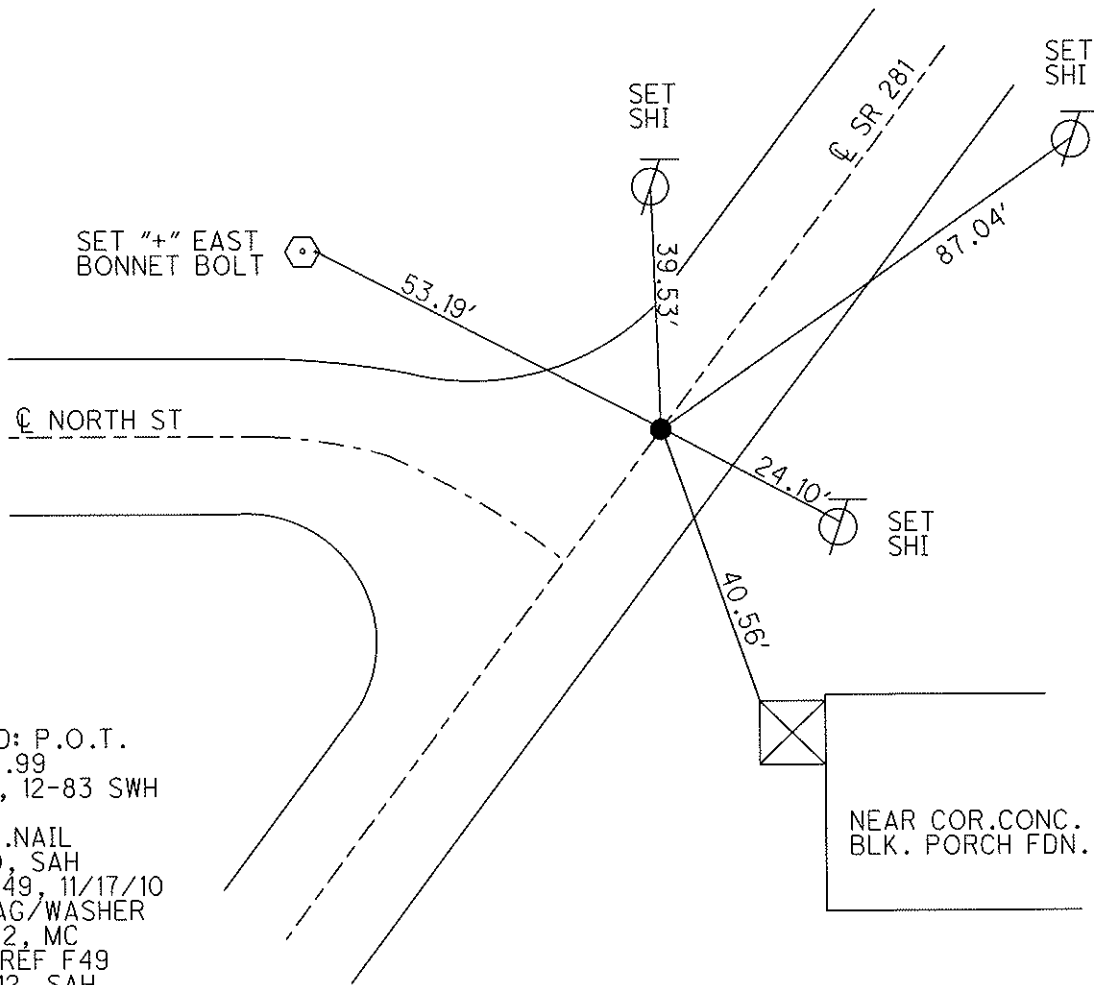 SET
SHI
SET
SHI
℄ SR 281
SET "+" EAST
BONNET BOLT
53.19'
39.53'
87.04'
℄ NORTH ST
24.10'
SET
SHI
40.56'
NEAR COR.CONC.
BLK. PORCH FDN.
: P.O.T.
.99
, 12-83 SWH
.NAIL
, SAH
49, 11/17/10
AG/WASHER
2, MC
REF F49
12, SAH